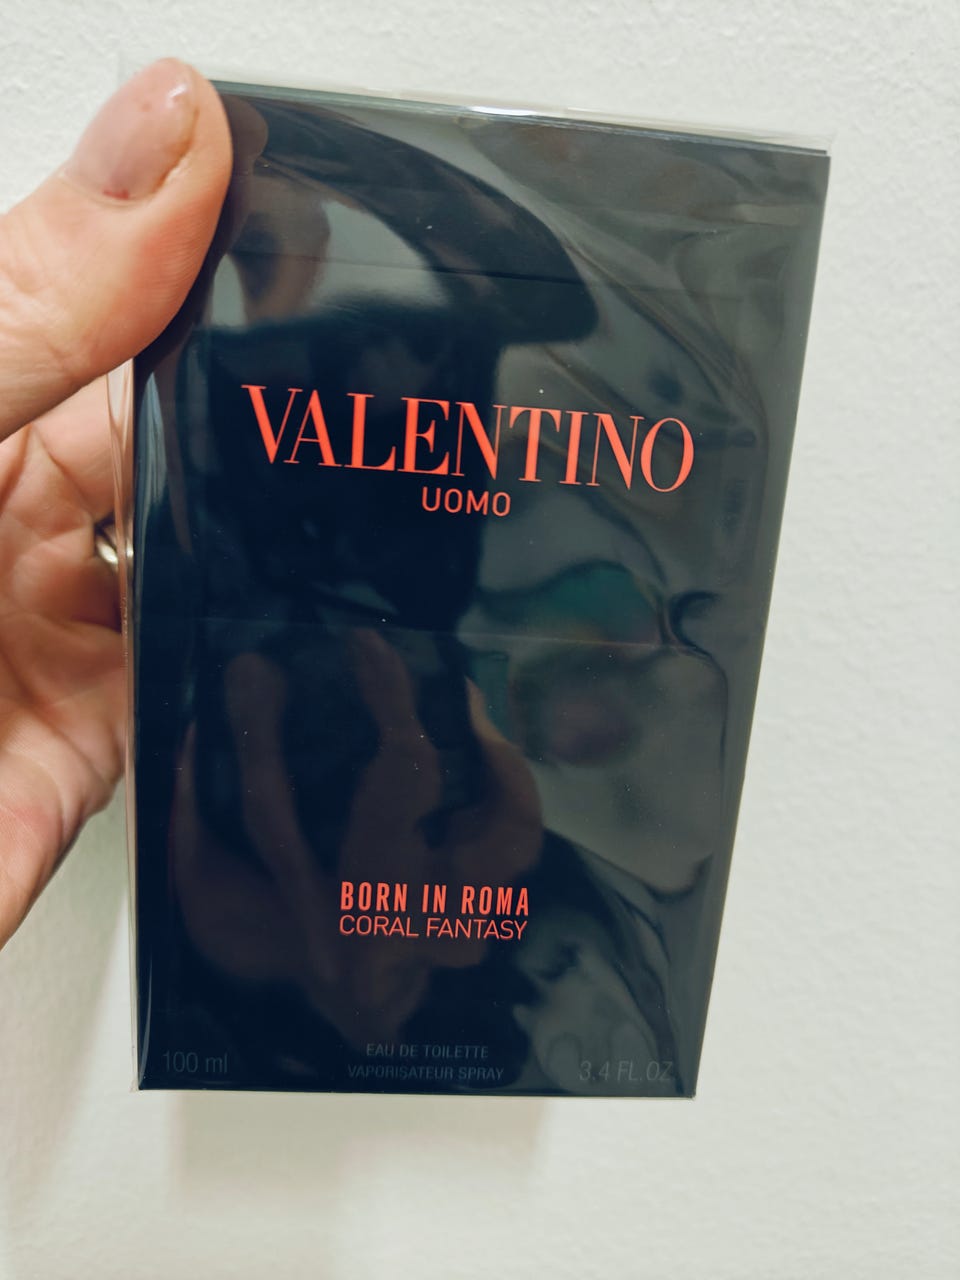 VALENTINO
UOMO
BORN IN ROMA
CORAL FANTASY
EAU DE TOILETTE
100 ml VAPORISATEUR SPRAY 3.4 FL.OZ